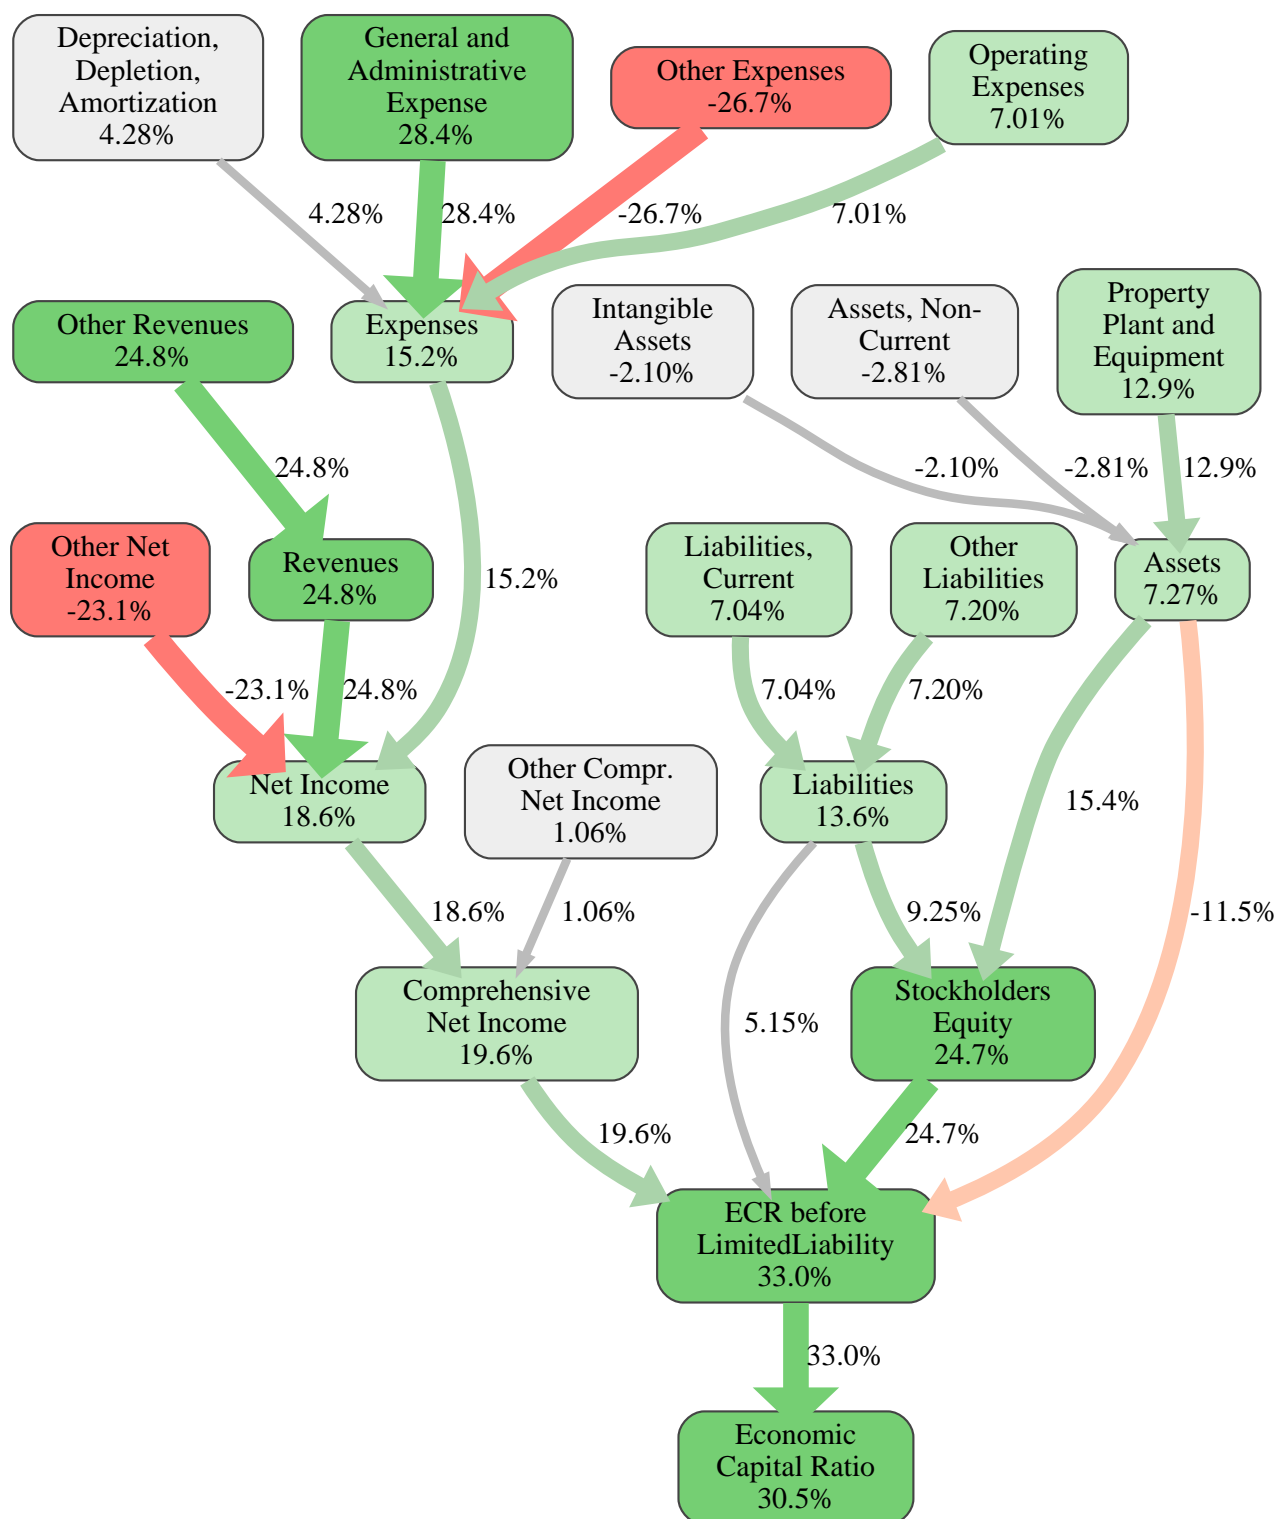 Depreciation,
Depletion,
Amortization
4.28%
General and
Administrative
Expense
28.4%
Other Expenses
-26.7%
Operating
Expenses
7.01%
4.28%
28.4%
-26.7%
7.01%
Other Revenues
24.8%
Expenses
15.2%
Intangible
Assets
-2.10%
Assets, Non-
Current
-2.81%
Property
Plant and
Equipment
12.9%
24.8%
-2.10%
-2.81%
12.9%
Other Net
Income
-23.1%
Revenues
24.8%
15.2%
Liabilities,
Current
7.04%
Other
Liabilities
7.20%
Assets
7.27%
-23.1%
24.8%
7.04%
7.20%
Net Income
18.6%
Other Compr.
Net Income
1.06%
Liabilities
13.6%
15.4%
18.6%
1.06%
9.25%
-11.5%
Comprehensive
Net Income
19.6%
5.15%
Stockholders
Equity
24.7%
19.6%
24.7%
ECR before
LimitedLiability
33.0%
33.0%
Economic
Capital Ratio
30.5%